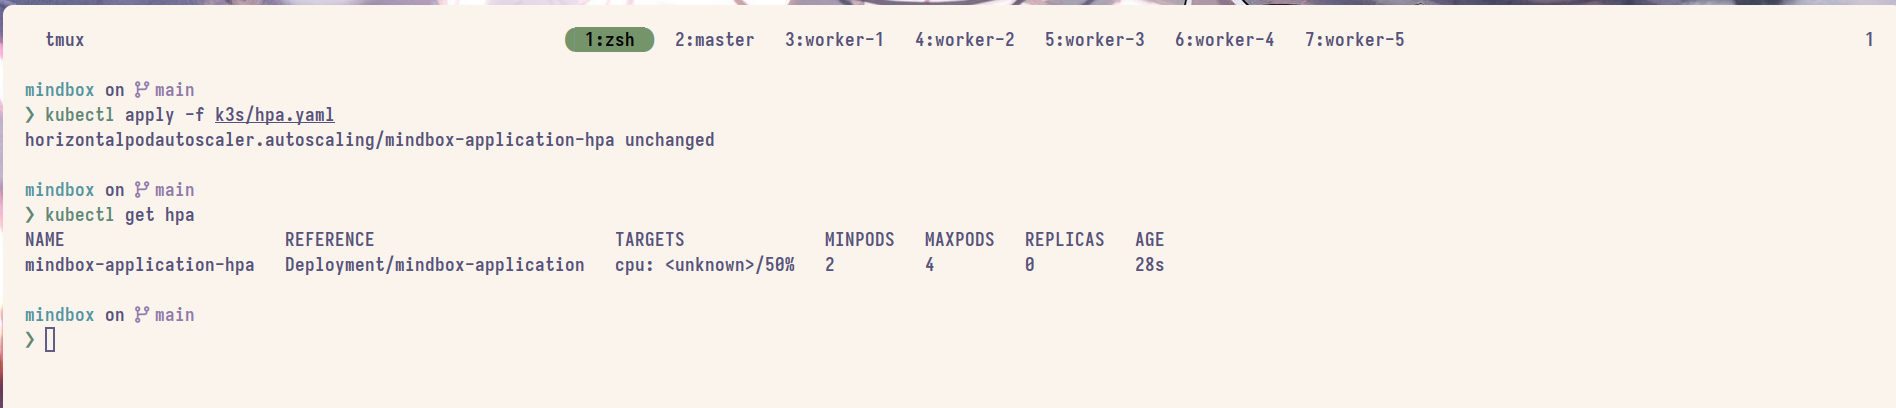 tmux 1:zsh 2:master 3:worker-1 4:worker-2 5:worker-3 6:worker-4 7:worker-5 1
mindbox on main
❯ kubectl apply -f k3s/hpa.yaml
horizontalpodautoscaler.autoscaling/mindbox-application-hpa unchanged
mindbox on main
❯ kubectl get hpa
NAME REFERENCE TARGETS MINPODS MAXPODS REPLICAS AGE
mindbox-application-hpa Deployment/mindbox-application cpu: <unknown>/50% 2 4 0 28s
mindbox on main
❯